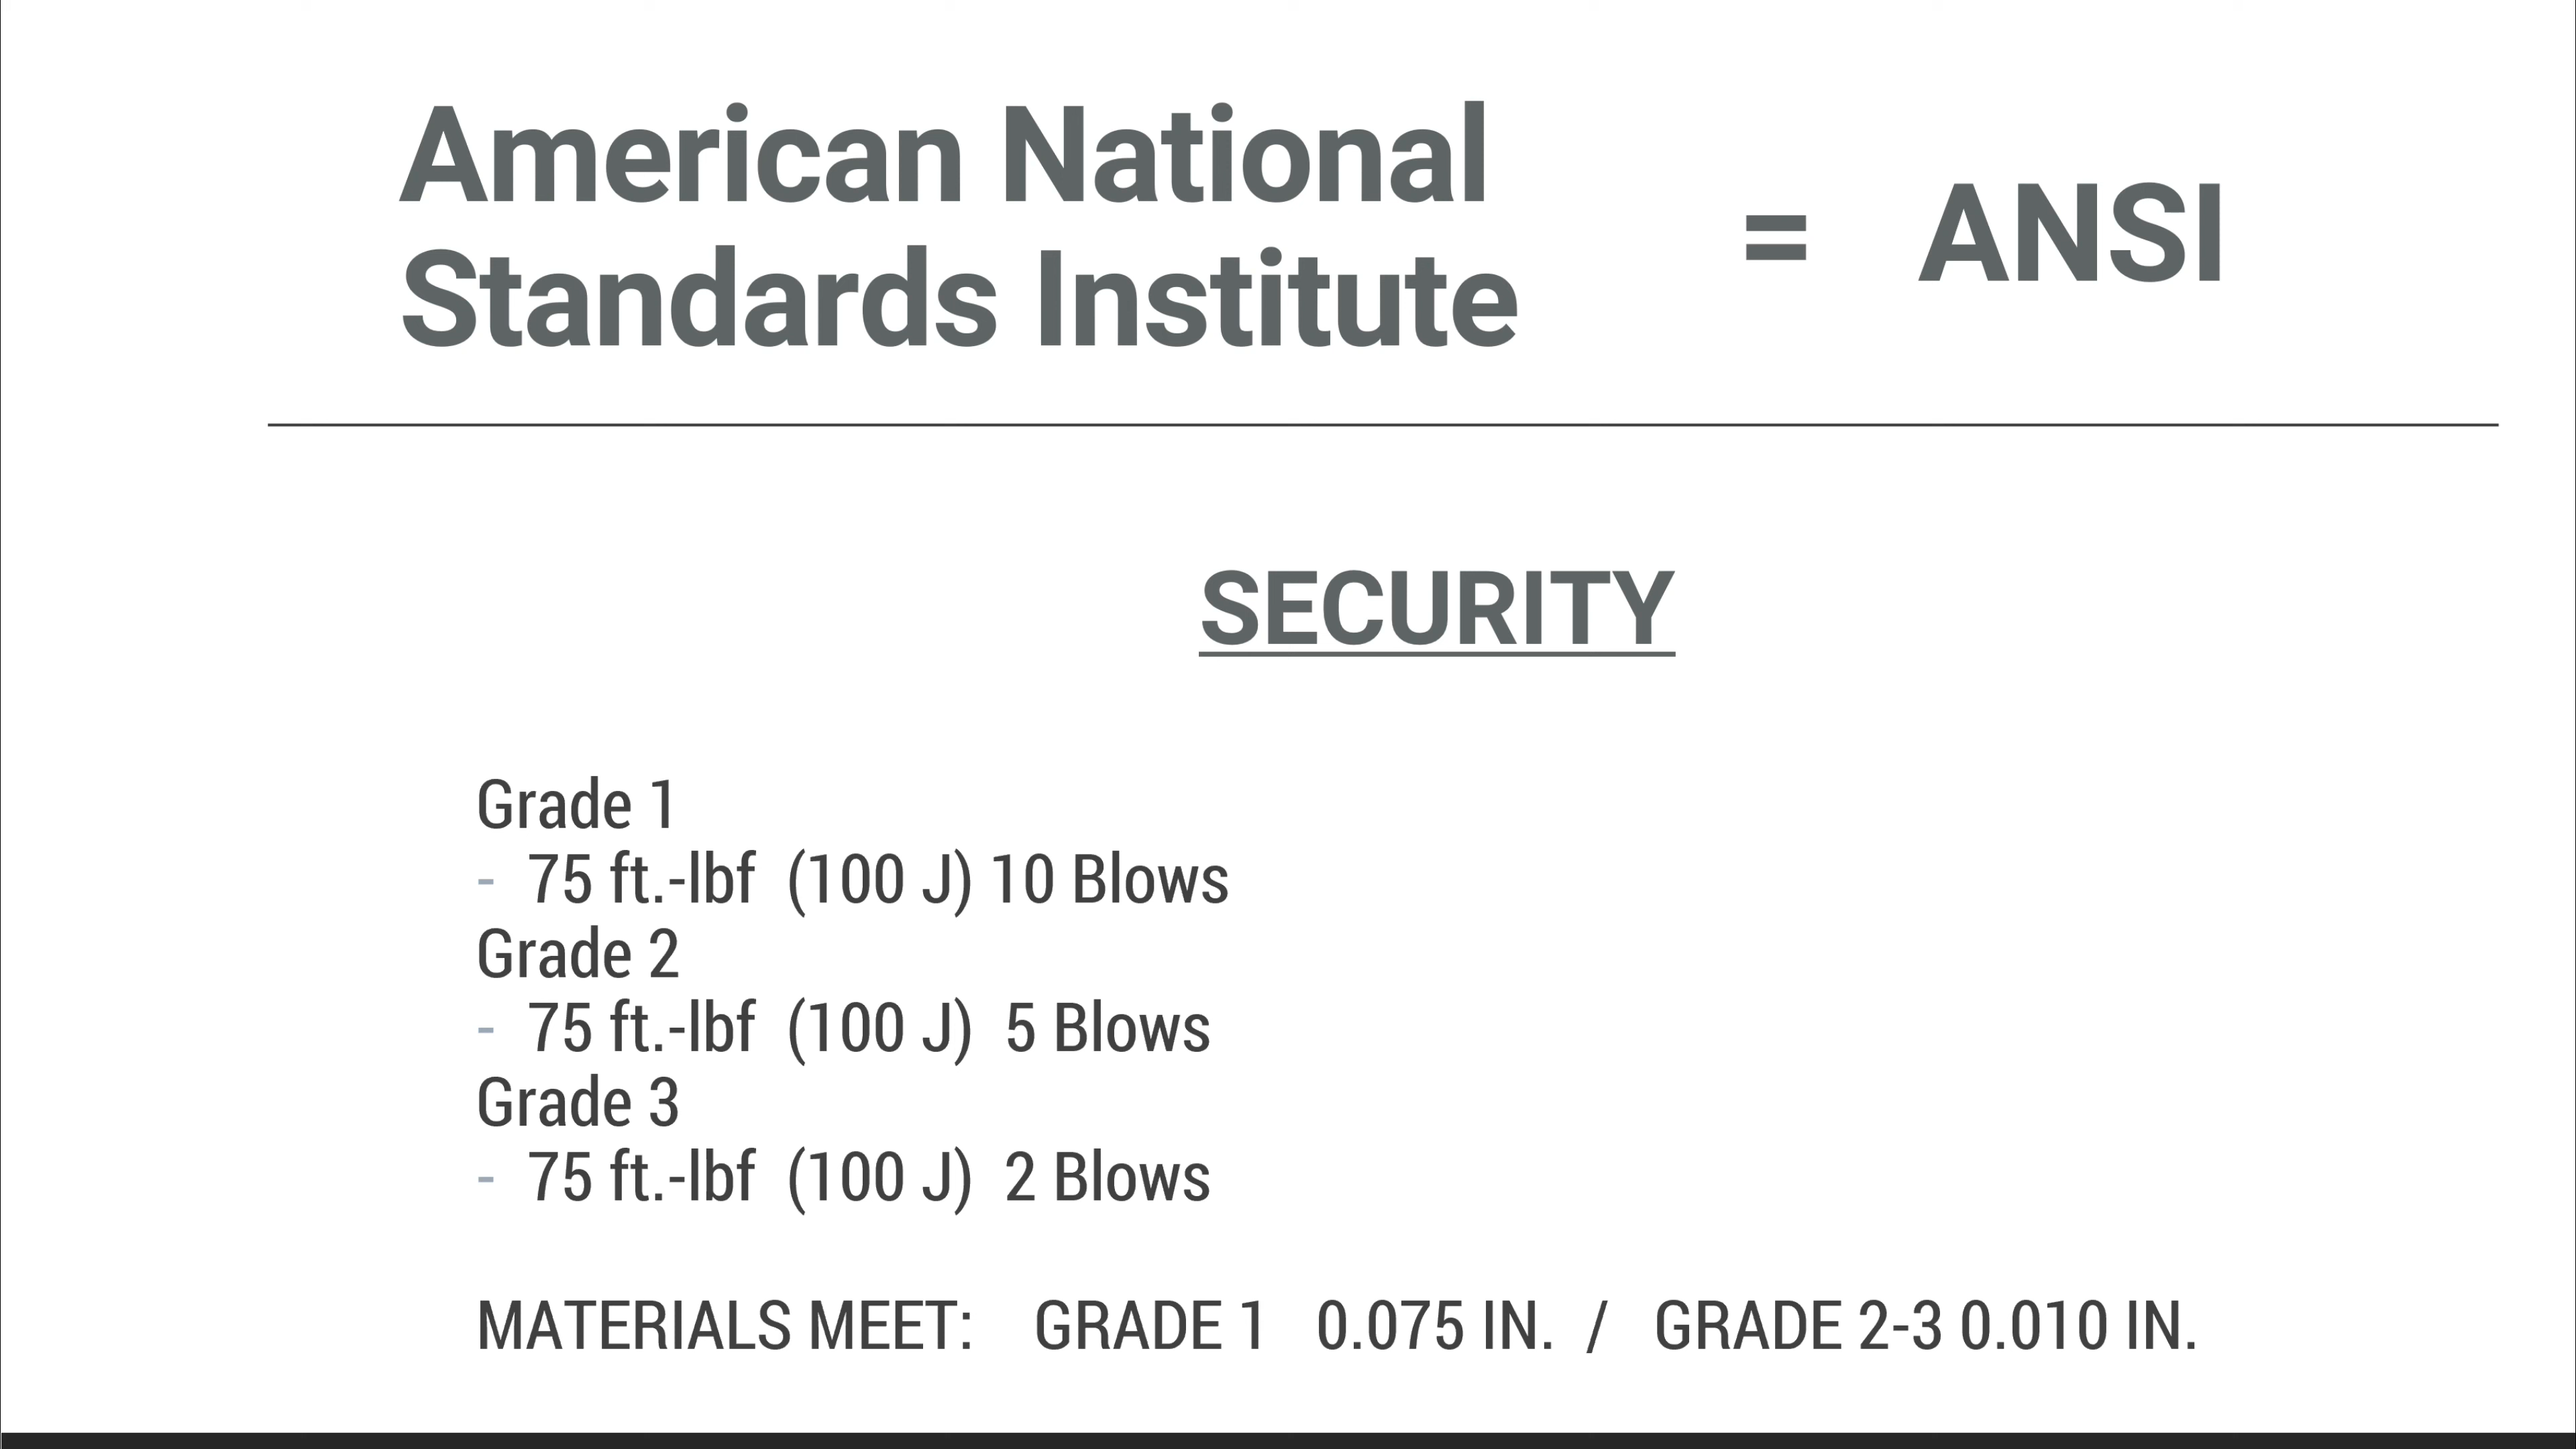 American National
Standards Institute
= ANSI
SECURITY
Grade 1
- 75 ft.-lbf (100 J) 10 Blows
Grade 2
- 75 ft.-lbf (100 J) 5 Blows
Grade 3
- 75 ft.-lbf (100 J) 2 Blows
MATERIALS MEET: GRADE 1 0.075 IN. / GRADE 2-3 0.010 IN.